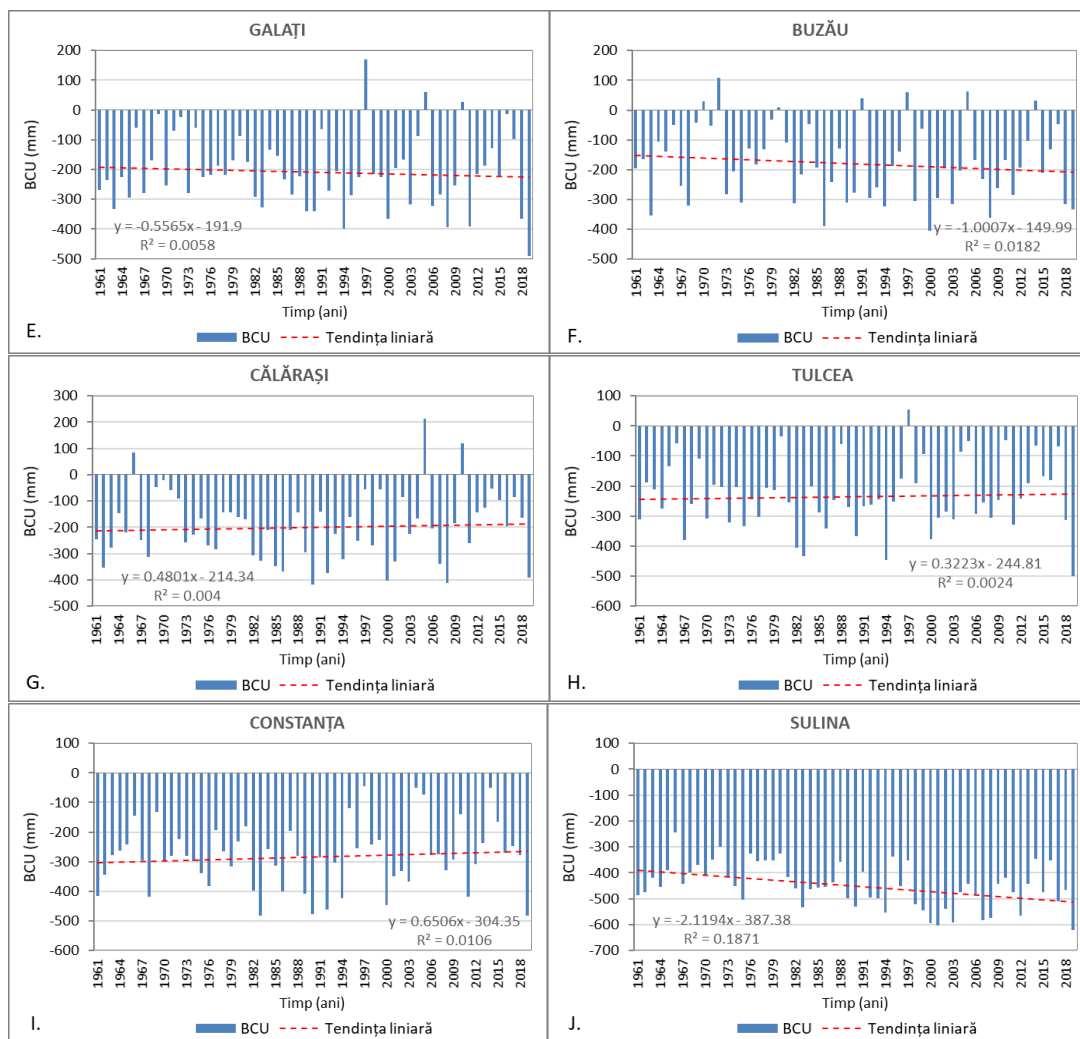 GALAȚI
200
100
0
-100
-200
-300
-400
-500
BCU (mm)
y = -0.5565x - 191.9
R² = 0.0058
1961 1964 1967 1970 1973 1976 1979 1982 1985 1988 1991 1994 1997 2000 2003 2006 2009 2012 2015 2018
Timp (ani)
E.
BCU Tendința liniară
BUZĂU
200
100
0
-100
-200
-300
-400
-500
BCU (mm)
y = -1.0007x - 149.99
R² = 0.0182
1961 1964 1967 1970 1973 1976 1979 1982 1985 1988 1991 1994 1997 2000 2003 2006 2009 2012 2015 2018
Timp (ani)
F.
BCU Tendința liniară
CĂLĂRAȘI
300
200
100
0
-100
-200
-300
-400
-500
BCU (mm)
y = 0.4801x - 214.34
R² = 0.004
1961 1964 1967 1970 1973 1976 1979 1982 1985 1988 1991 1994 1997 2000 2003 2006 2009 2012 2015 2018
Timp (ani)
G.
BCU Tendința liniară
TULCEA
100
0
-100
-200
-300
-400
-500
-600
BCU (mm)
y = 0.3223x - 244.81
R² = 0.0024
1961 1964 1967 1970 1973 1976 1979 1982 1985 1988 1991 1994 1997 2000 2003 2006 2009 2012 2015 2018
Timp (ani)
H.
BCU Tendința liniară
CONSTANȚA
100
0
-100
-200
-300
-400
-500
-600
BCU (mm)
y = 0.6506x - 304.35
R² = 0.0106
1961 1964 1967 1970 1973 1976 1979 1982 1985 1988 1991 1994 1997 2000 2003 2006 2009 2012 2015 2018
Timp (ani)
I.
BCU Tendința liniară
SULINA
100
0
-100
-200
-300
-400
-500
-600
-700
BCU (mm)
y = -2.1194x - 387.38
R² = 0.1871
1961 1964 1967 1970 1973 1976 1979 1982 1985 1988 1991 1994 1997 2000 2003 2006 2009 2012 2015 2018
Timp (ani)
J.
BCU Tendința liniară